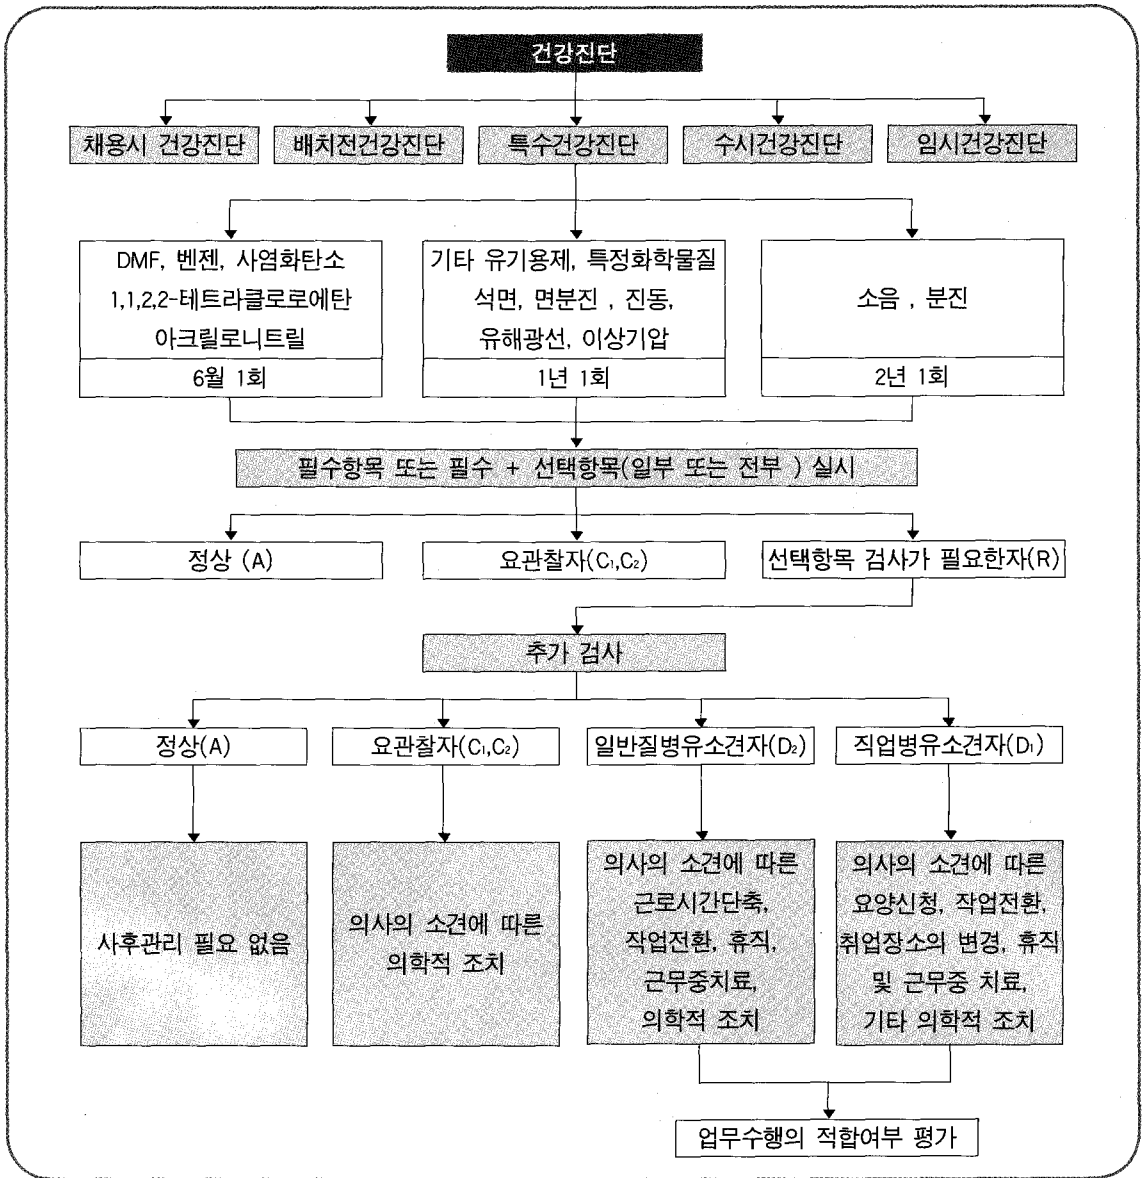 건강진단
채용시 건강진단
배치전건강진단
특수건강진단
수시건강진단
임시건강진단
DMF, 벤젠, 사염화탄소
1,1,2,2-테트라클로로에탄
아크릴로니트릴
6월 1회
기타 유기용제, 특정화학물질
석면, 면분진 , 진동,
유해광선, 이상기압
1년 1회
소음 , 분진
2년 1회
필수항목 또는 필수 + 선택항목(일부 또는 전부 ) 실시
정상 (A)
요관찰자(C₁,C₂)
선택항목 검사가 필요한자(R)
추가 검사
정상(A)
요관찰자(C₁,C₂)
일반질병유소견자(D₂)
직업병유소견자(D₁)
사후관리 필요 없음
의사의 소견에 따른
의학적 조치
의사의 소견에 따른
근로시간단축,
작업전환, 휴직,
근무중치료,
의학적 조치
의사의 소견에 따른
요양신청, 작업전환,
취업장소의 변경, 휴직
및 근무중 치료,
기타 의학적 조치
업무수행의 적합여부 평가